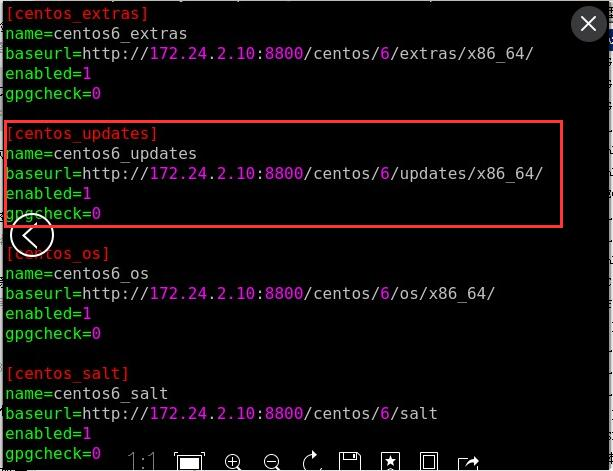 [centos_extras]
name=centos6_extras
baseurl=http://172.24.2.10:8800/centos/6/extras/x86_64/
enabled=1
gpgcheck=0
[centos_updates]
name=centos6_updates
baseurl=http://172.24.2.10:8800/centos/6/updates/x86_64/
enabled=1
gpgcheck=0
[centos_os]
name=centos6_os
baseurl=http://172.24.2.10:8800/centos/6/os/x86_64/
enabled=1
gpgcheck=0
[centos_salt]
name=centos6_salt
baseurl=http://172.24.2.10:8800/centos/6/salt
enabled=1
gpgcheck=0
1:1